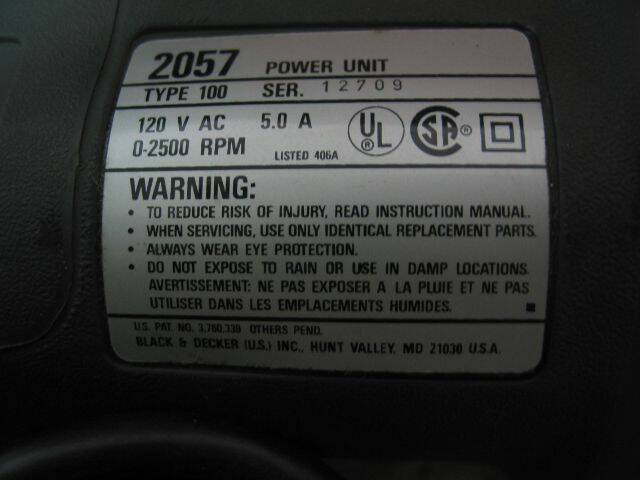 2057 POWER UNIT
TYPE 100 SER. 12709
120 V AC 5.0 A UL ® SA ®
0-2500 RPM LISTED 406A
WARNING:
• TO REDUCE RISK OF INJURY, READ INSTRUCTION MANUAL.
• WHEN SERVICING, USE ONLY IDENTICAL REPLACEMENT PARTS.
• ALWAYS WEAR EYE PROTECTION.
• DO NOT EXPOSE TO RAIN OR USE IN DAMP LOCATIONS.
AVERTISSEMENT: NE PAS EXPOSER A LA PLUIE ET NE PAS
UTILISER DANS LES EMPLACEMENTS HUMIDES.
U.S. PAT. NO. 3,760,330 OTHERS PEND.
BLACK & DECKER (U.S.) INC., HUNT VALLEY, MD 21030 U.S.A.